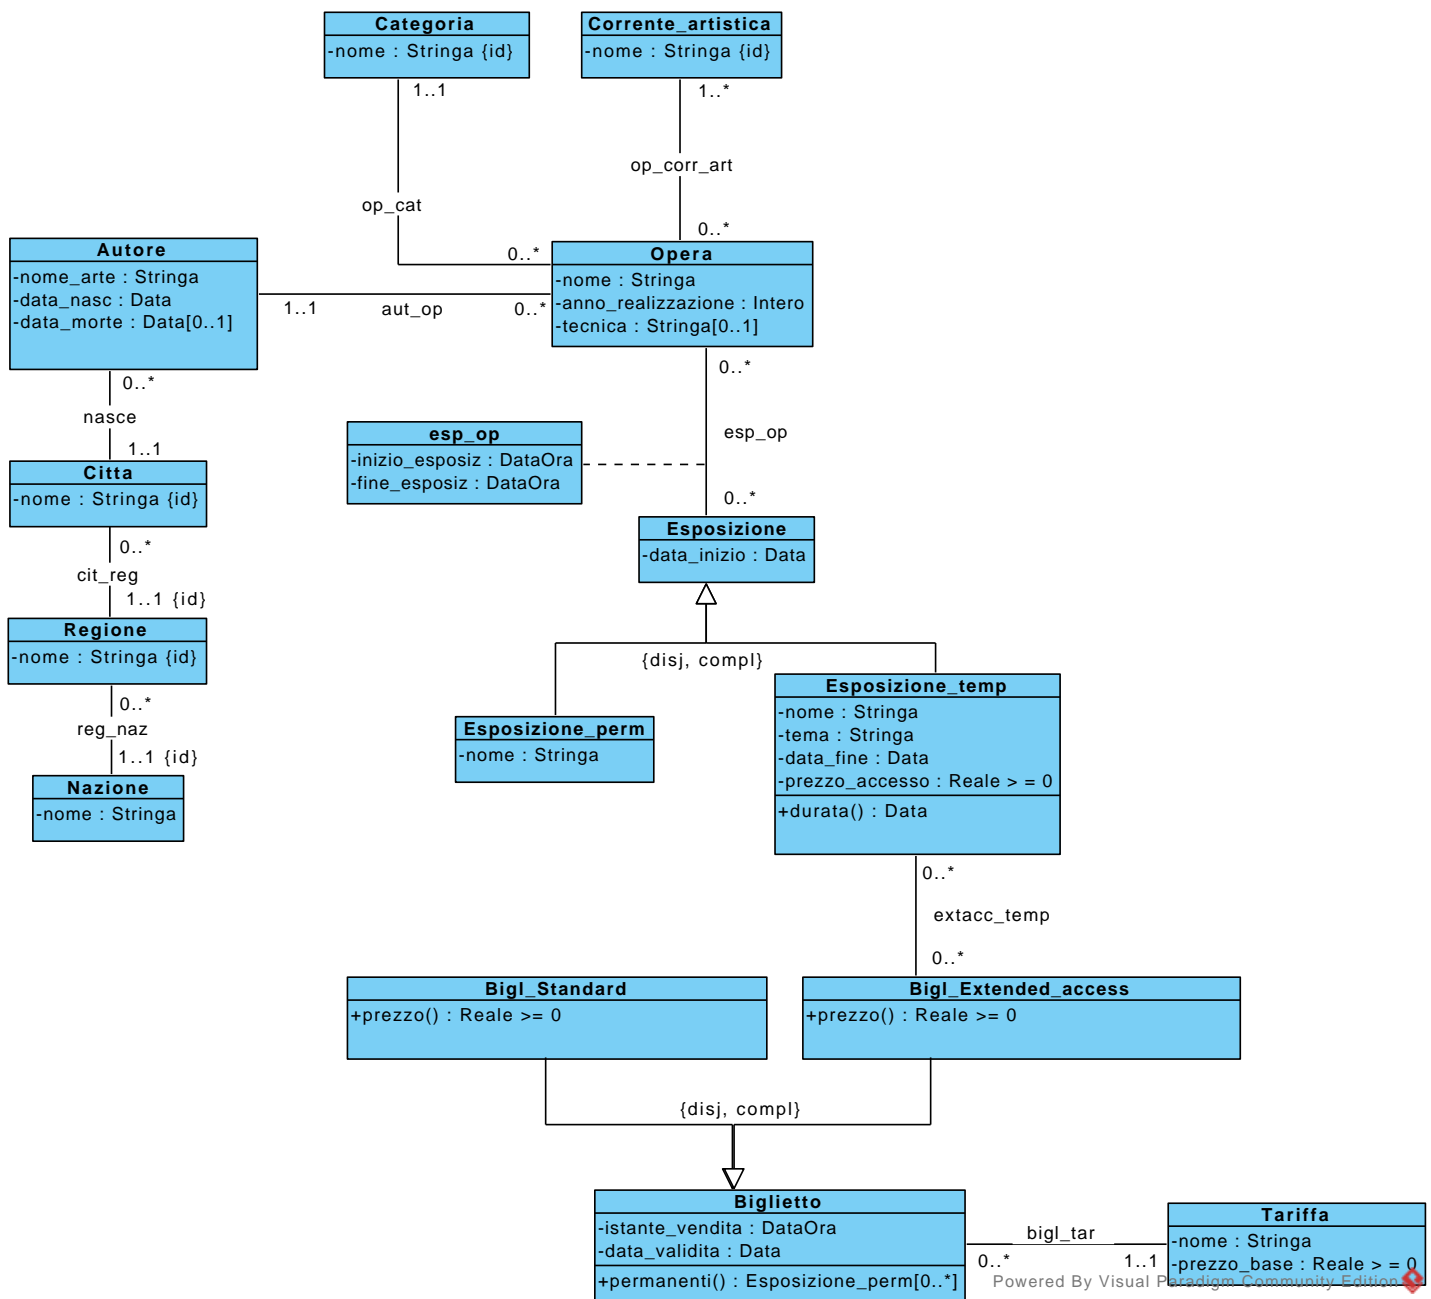 Categoria
-nome : Stringa {id}
Corrente_artistica
-nome : Stringa {id}
1..1
1..*
op_corr_art
op_cat
0..*
0..*
Autore
-nome_arte : Stringa
-data_nasc : Data
-data_morte : Data[0..1]
Opera
-nome : Stringa
-anno_realizzazione : Intero
-tecnica : Stringa[0..1]
1..1
aut_op
0..*
0..*
nasce
1..1
0..*
esp_op
0..*
esp_op
-inizio_esposiz : DataOra
-fine_esposiz : DataOra
Citta
-nome : Stringa {id}
0..*
cit_reg
1..1 {id}
Esposizione
-data_inizio : Data
Regione
-nome : Stringa {id}
0..*
reg_naz
1..1 {id}
{disj, compl}
Esposizione_perm
-nome : Stringa
Esposizione_temp
-nome : Stringa
-tema : Stringa
-data_fine : Data
-prezzo_accesso : Reale > = 0
+durata() : Data
Nazione
-nome : Stringa
0..*
extacc_temp
0..*
Bigl_Standard
+prezzo() : Reale >= 0
Bigl_Extended_access
+prezzo() : Reale >= 0
{disj, compl}
Biglietto
-istante_vendita : DataOra
-data_validita : Data
+permanenti() : Esposizione_perm[0..*]
bigl_tar
0..*
1..1
Tariffa
-nome : Stringa
-prezzo_base : Reale > = 0
Powered By Visual Paradigm Community Edition